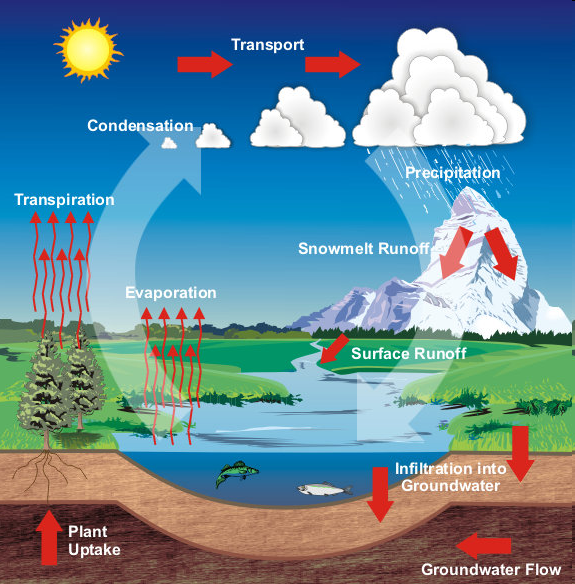 Transport
Condensation
Precipitation
Transpiration
Snowmelt Runoff
Evaporation
Surface Runoff
Infiltration into
Groundwater
Plant
Uptake
Groundwater Flow